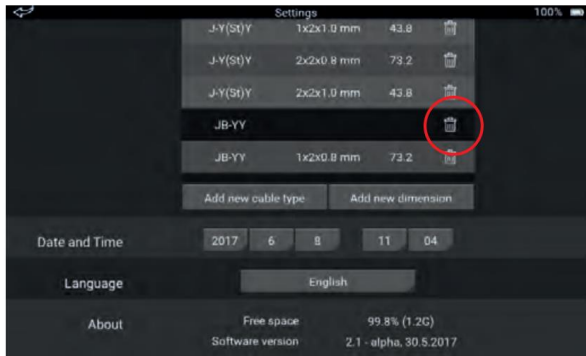 Settings 100%
J-Y(St)Y 1x2x1.0 mm 43.8
J-Y(St)Y 2x2x0.8 mm 73.2
J-Y(St)Y 2x2x1.0 mm 43.8
JB-YY
JB-YY 1x2x0.8 mm 73.2
Add new cable type Add new dimension
Date and Time 2017 6 8 11 04
Language English
About Free space 99.8% (1.2G)
Software version 2.1 - alpha, 30.5.2017